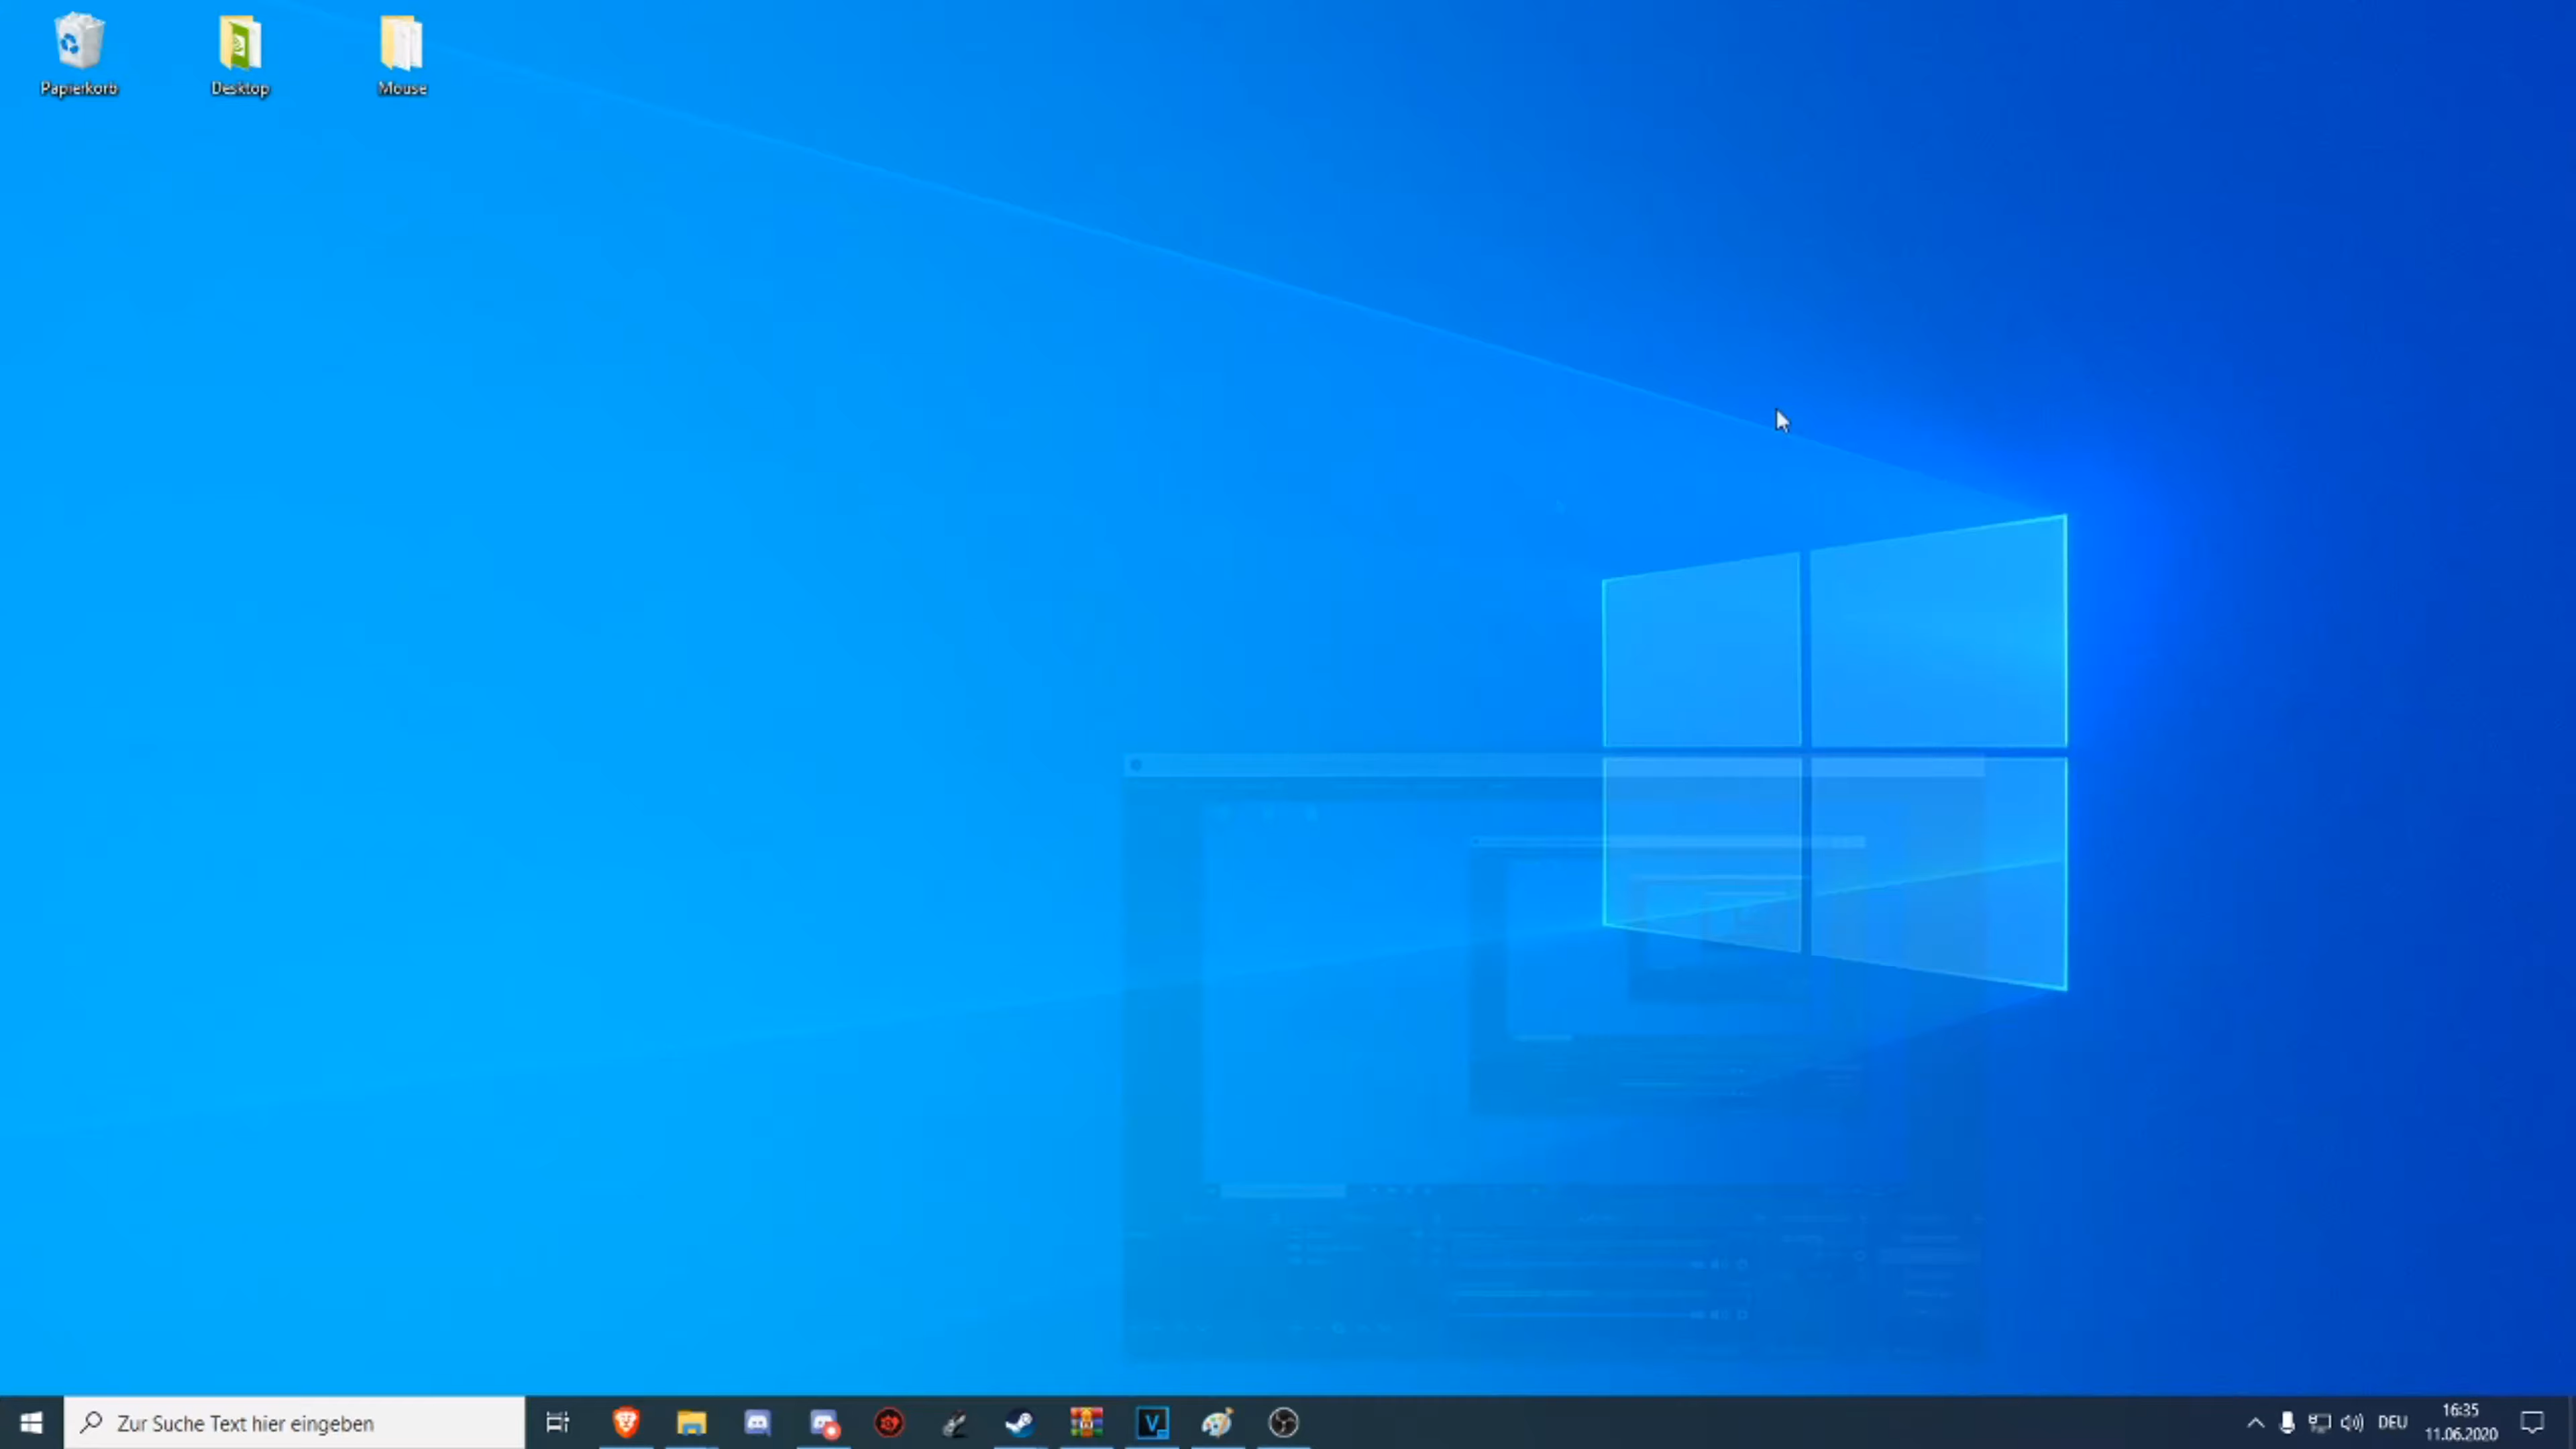 Papierkorb
Desktop
Mouse
Zur Suche Text hier eingeben
V
DEU
16:35
11.06.2020